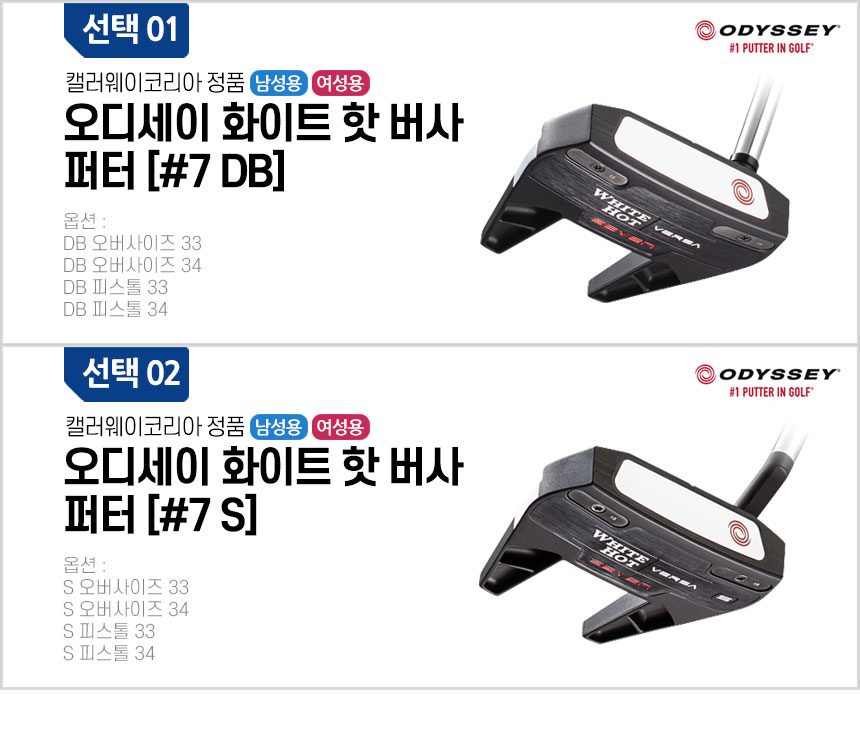 선택 01
ODYSSEY®
#1 PUTTER IN GOLF®
캘러웨이코리아 정품 남성용 여성용
오디세이 화이트 핫 버사
퍼터 [#7 DB]
옵션 :
DB 오버사이즈 33
DB 오버사이즈 34
DB 피스톨 33
DB 피스톨 34
WHITE
HOT
SEVEN
VERSA
선택 02
ODYSSEY®
#1 PUTTER IN GOLF®
캘러웨이코리아 정품 남성용 여성용
오디세이 화이트 핫 버사
퍼터 [#7 S]
옵션 :
S 오버사이즈 33
S 오버사이즈 34
S 피스톨 33
S 피스톨 34
WHITE
HOT
SEVEN
VERSA
S